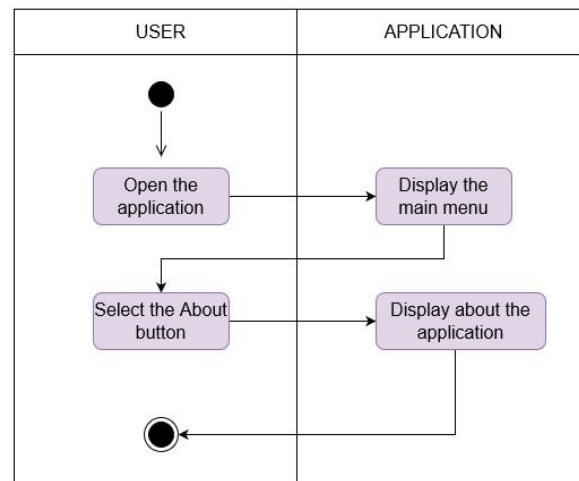 USER
APPLICATION
Open the
application
Display the
main menu
Select the About
button
Display about the
application